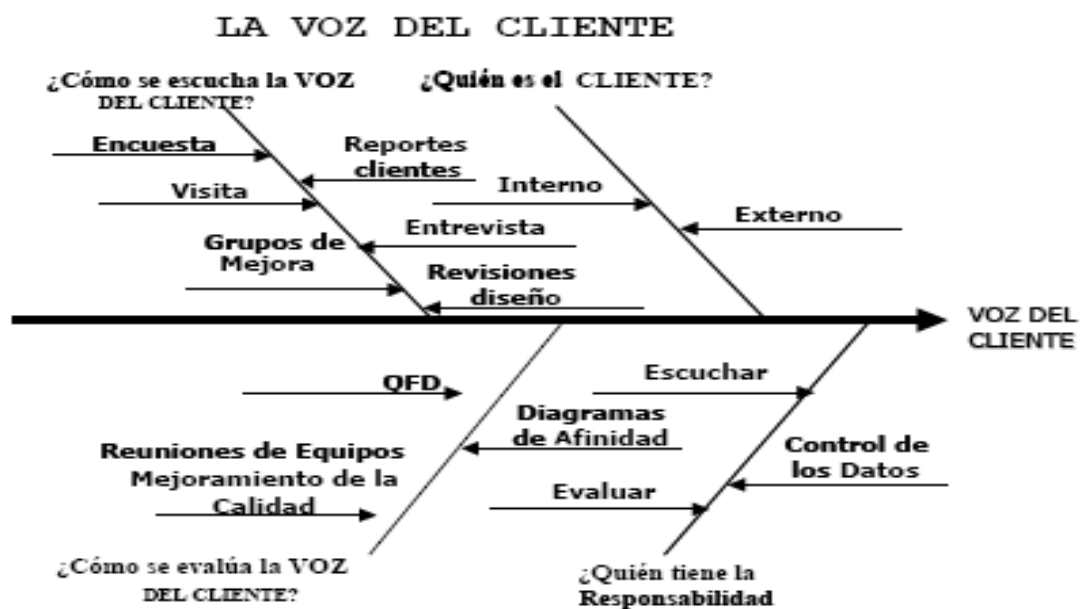 LA VOZ DEL CLIENTE
¿Cómo se escucha la VOZ
DEL CLIENTE?
¿Quién es el CLIENTE?
Encuesta
Reportes
clientes
Visita
Interno
Externo
Entrevista
Grupos de
Mejora
Revisiones
diseño
VOZ DEL
CLIENTE
QFD
Escuchar
Diagramas
de Afinidad
Reuniones de Equipos
Mejoramiento de la
Calidad
Control de
los Datos
Evaluar
¿Cómo se evalúa la VOZ
DEL CLIENTE?
¿Quién tiene la
Responsabilidad